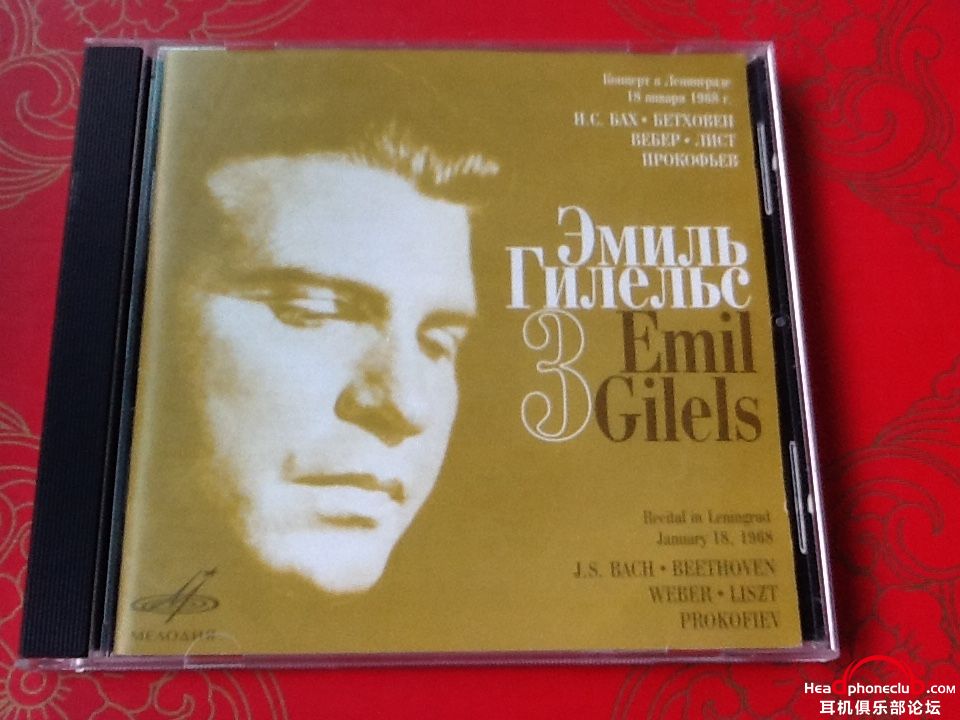 Концерт в Ленинграде
18 января 1968 г.
И.С. БАХ • БЕТХОВЕН
ВЕБЕР • ЛИСТ
ПРОКОФЬЕВ
Эмиль
Гилельс
3 Emil
Gilels
Recital in Leningrad
January 18, 1968
J.S. BACH • BEETHOVEN
WEBER • LISZT
PROKOFIEV
МЕЛОДИЯ
Headphoneclub.com
耳机俱乐部论坛